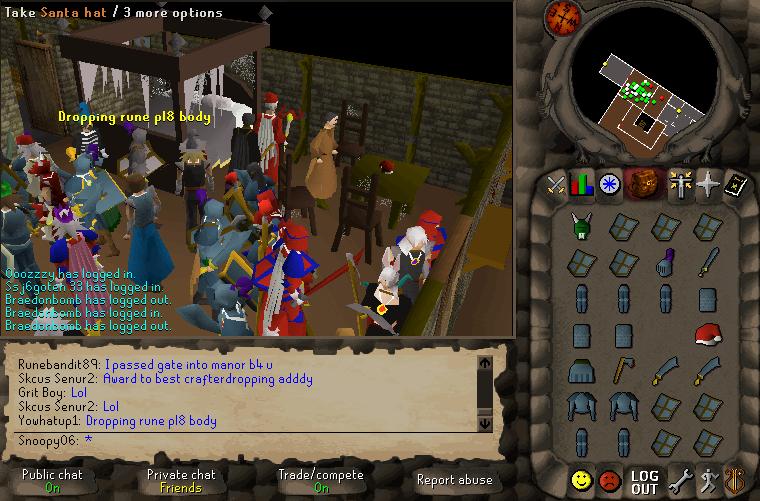 Take Santa hat / 3 more options
Dropping rune pl8 body
Ooozzzy has logged in.
Ss j6goten 33 has logged in.
Braedonbomb has logged out.
Braedonbomb has logged in.
Braedonbomb has logged out.
Runebandit89: I passed gate into manor b4 u
Skcus Senur2: Award to best crafterdropping adddy
Grit Boy: Lol
Skcus Senur2: Lol
Yowhatup1: Dropping rune pl8 body
Snoopy06: *
Public chat
On
Private chat
Friends
Trade/compete
On
Report abuse
LOG
OUT